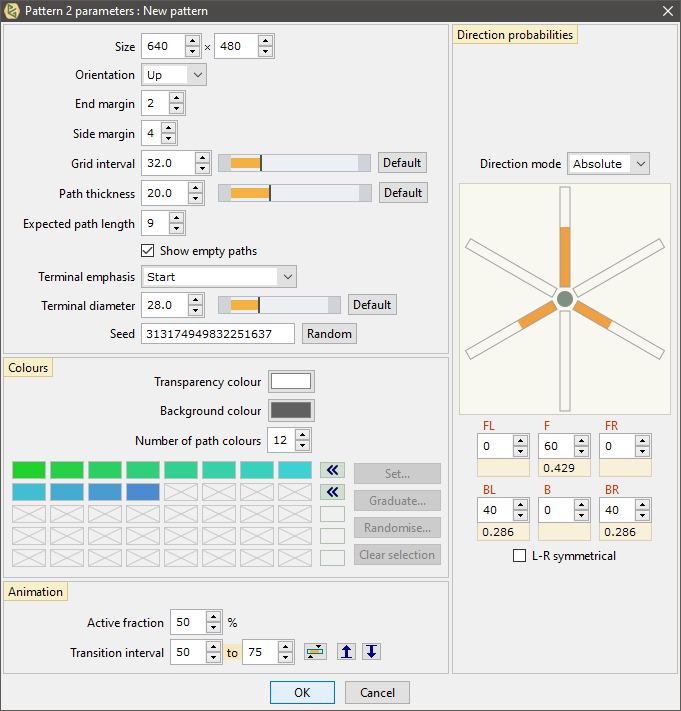 Pattern 2 parameters : New pattern
Size 640 × 480
Orientation Up
End margin 2
Side margin 4
Grid interval 32.0 Default
Path thickness 20.0 Default
Expected path length 9
Show empty paths
Terminal emphasis Start
Terminal diameter 28.0 Default
Seed 313174949832251637 Random
Colours
Transparency colour
Background colour
Number of path colours 12
Set...
Graduate...
Randomise...
Clear selection
Animation
Active fraction 50 %
Transition interval 50 to 75
Direction probabilities
Direction mode Absolute
FL F FR
0 60 0
0.429
BL B BR
40 0 40
0.286 0.286
L-R symmetrical
OK Cancel